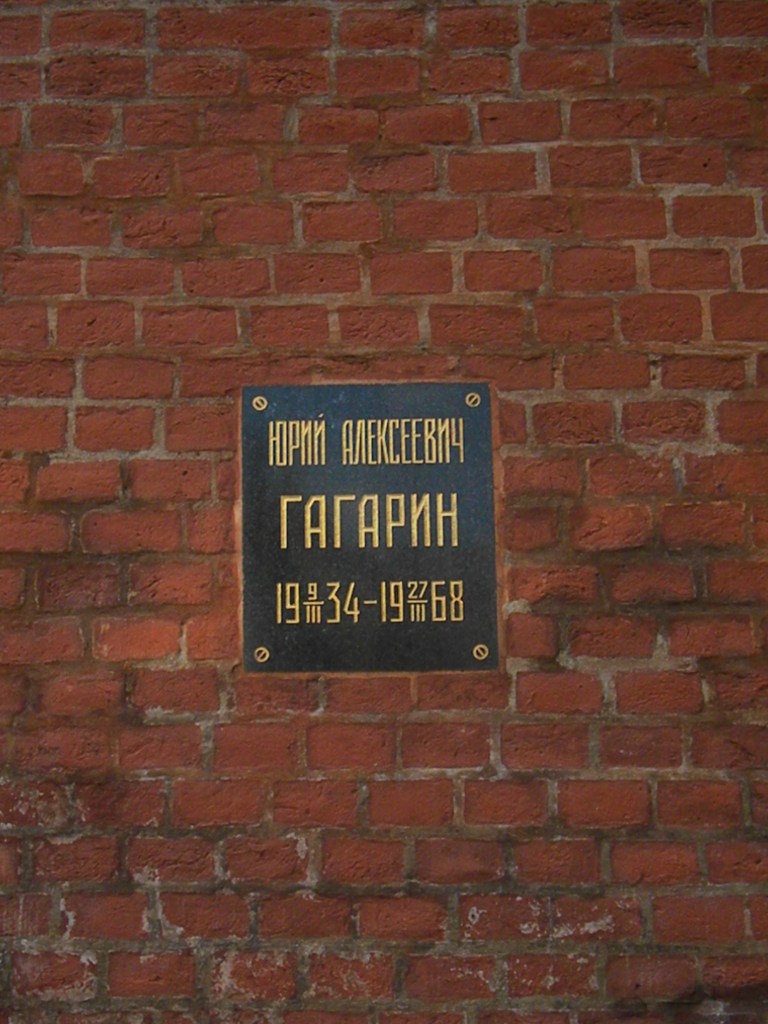 ЮРИЙ АЛЕКСЕЕВИЧ
ГАГАРИН
19 9/III 34-19 27/III 68